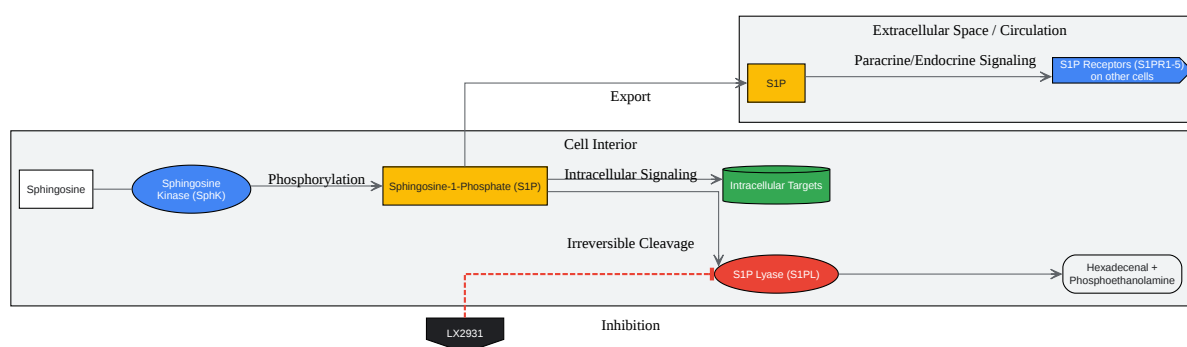 Extracellular Space / Circulation
Paracrine/Endocrine Signaling
S1P
S1P Receptors (S1PR1-5)
on other cells
Export
Cell Interior
Sphingosine
Sphingosine
Kinase (SphK)
Phosphorylation
Sphingosine-1-Phosphate (S1P)
Intracellular Signaling
Intracellular Targets
Irreversible Cleavage
S1P Lyase (S1PL)
Hexadecenal +
Phosphoethanolamine
LX2931
Inhibition